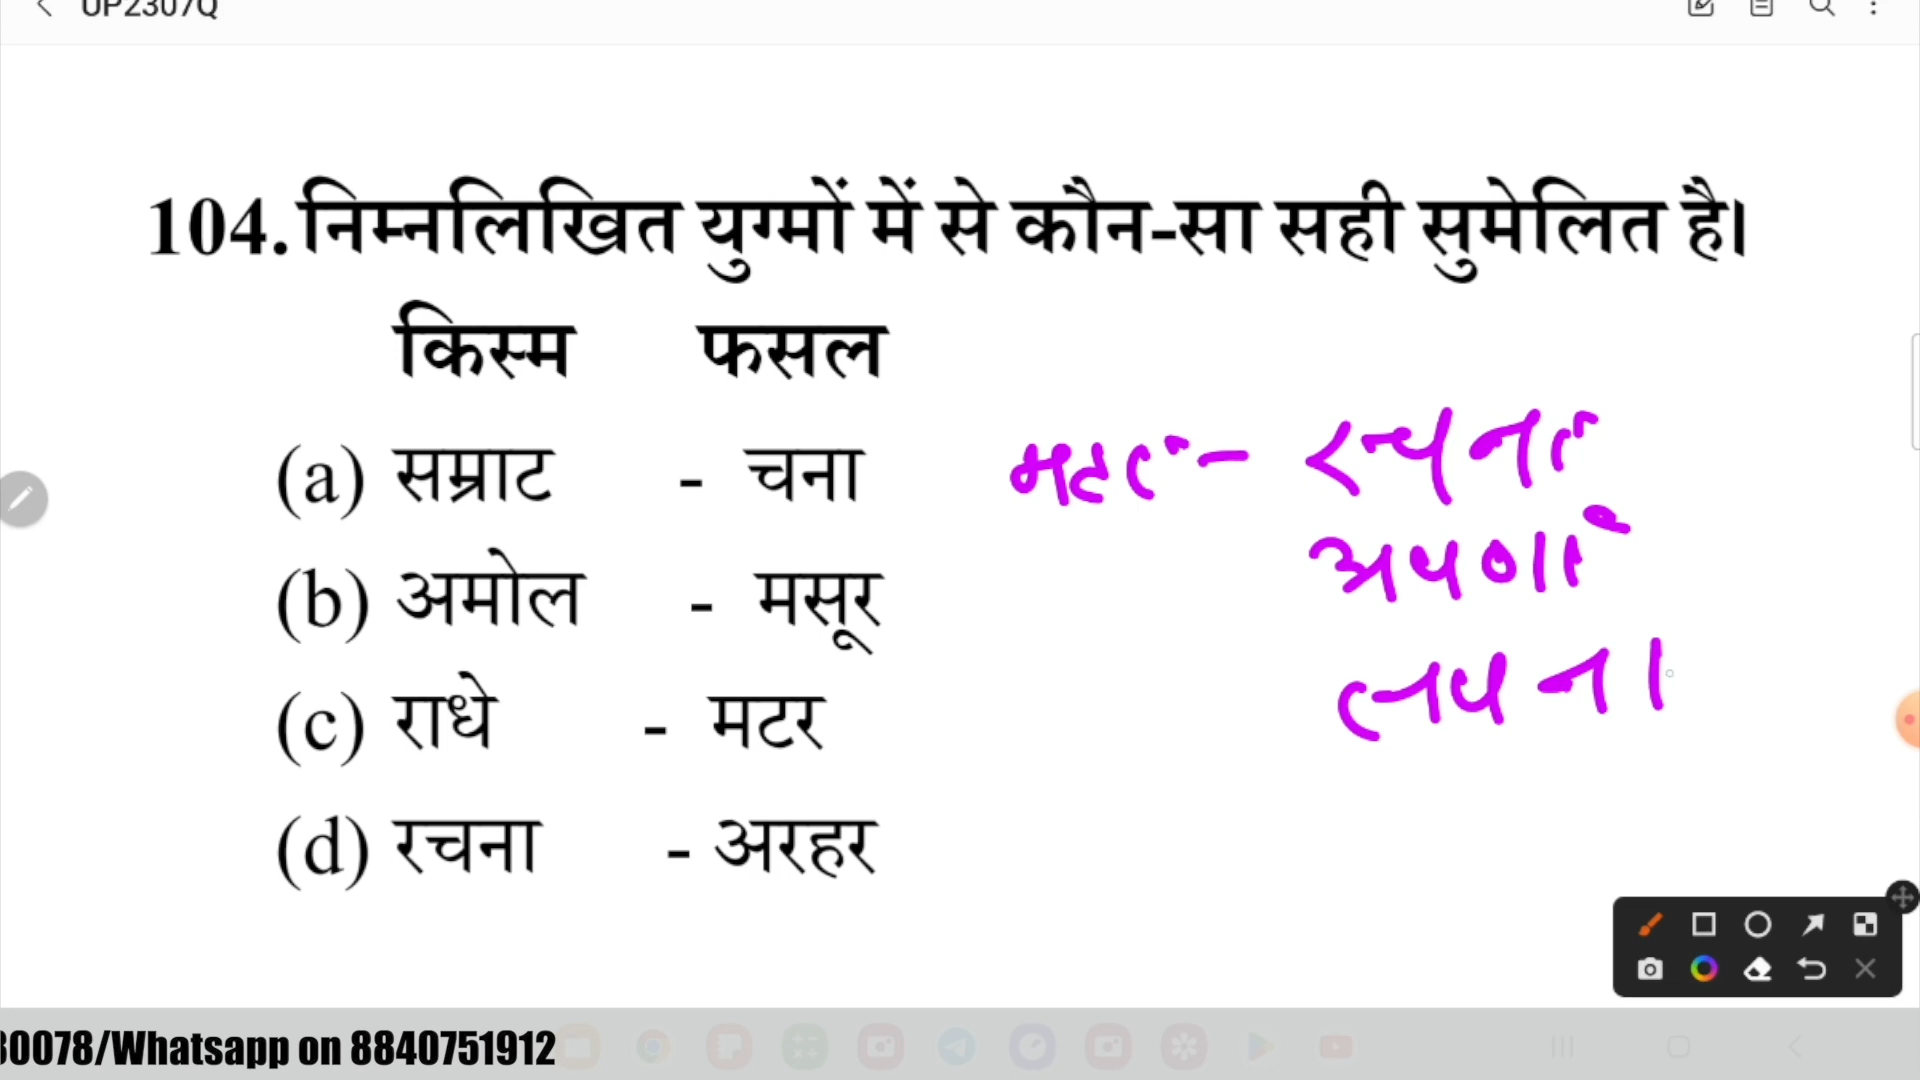 UP2307Q
104. निम्नलिखित युग्मों में से कौन-सा सही सुमेलित है।
किस्म फसल
(a) सम्राट - चना
(b) अमोल - मसूर
(c) राधे - मटर
(d) रचना - अरहर
मटर - रचना
अपर्णा
30078/Whatsapp on 8840751912